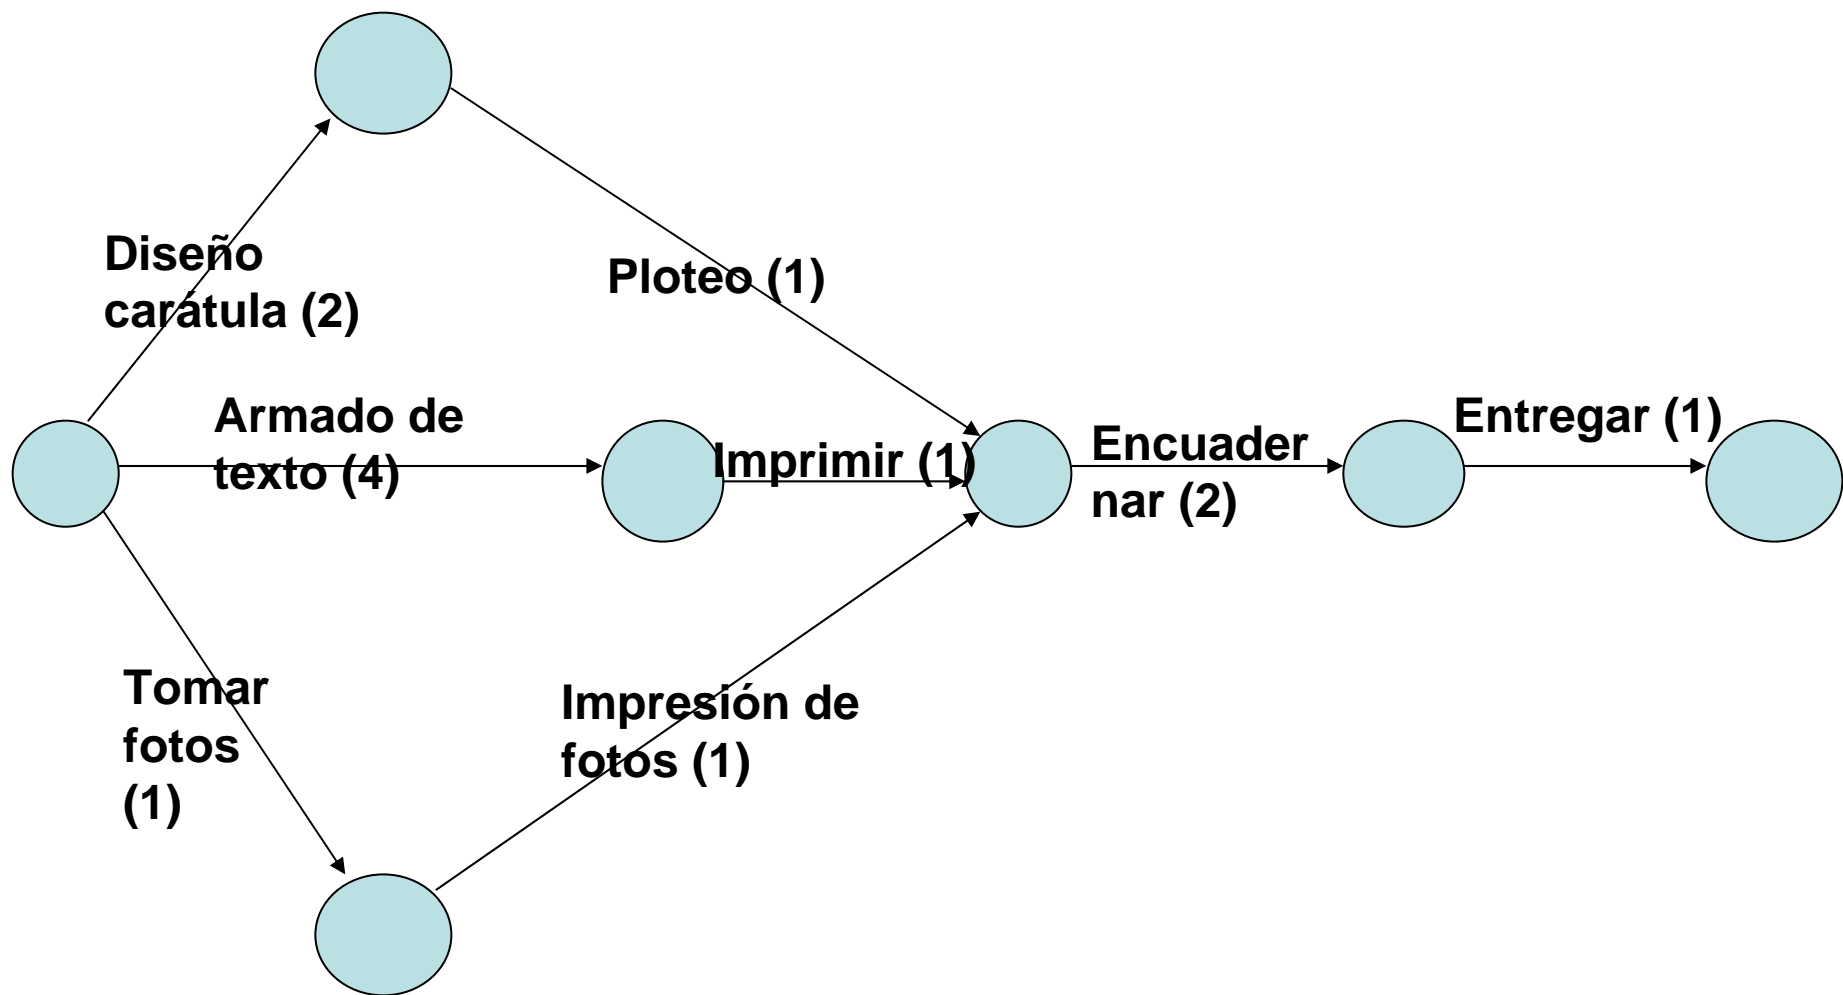 Diseño
carátula (2)
Ploteo (1)
Armado de
texto (4)
Imprimir (1)
Encuader
nar (2)
Entregar (1)
Tomar
fotos
(1)
Impresión de
fotos (1)